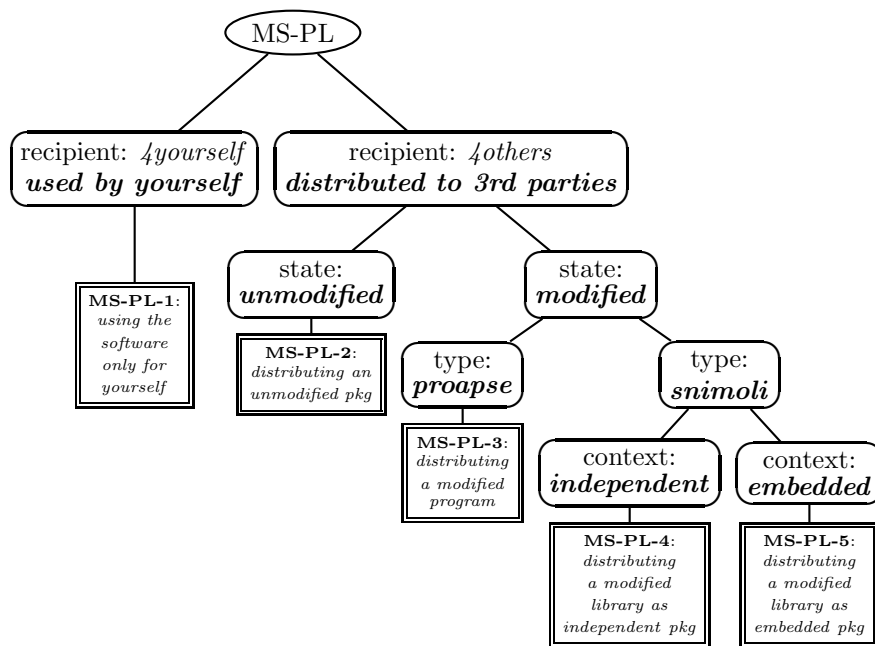 MS-PL
recipient: 4yourself
used by yourself
recipient: 4others
distributed to 3rd parties
state:
unmodified
state:
modified
MS-PL-1:
using the
software
only for
yourself
MS-PL-2:
distributing an
unmodified pkg
type:
proapse
type:
snimoli
MS-PL-3:
distributing
a modified
program
context:
independent
context:
embedded
MS-PL-4:
distributing
a modified
library as
independent pkg
MS-PL-5:
distributing
a modified
library as
embedded pkg